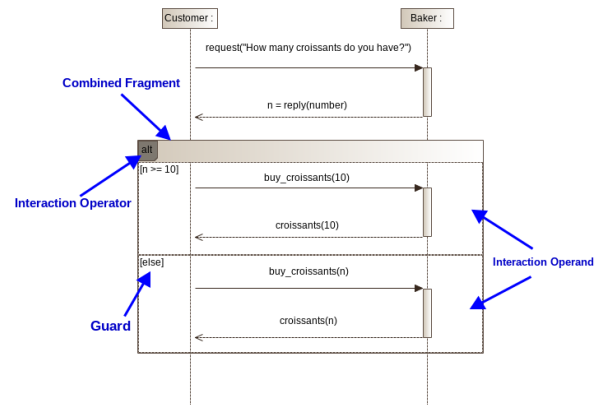 Customer :
Baker :
request("How many croissants do you have?")
Combined Fragment
n = reply(number)
alt
[n >= 10]
buy_croissants(10)
Interaction Operator
croissants(10)
[else]
Interaction Operand
buy_croissants(n)
Guard
croissants(n)